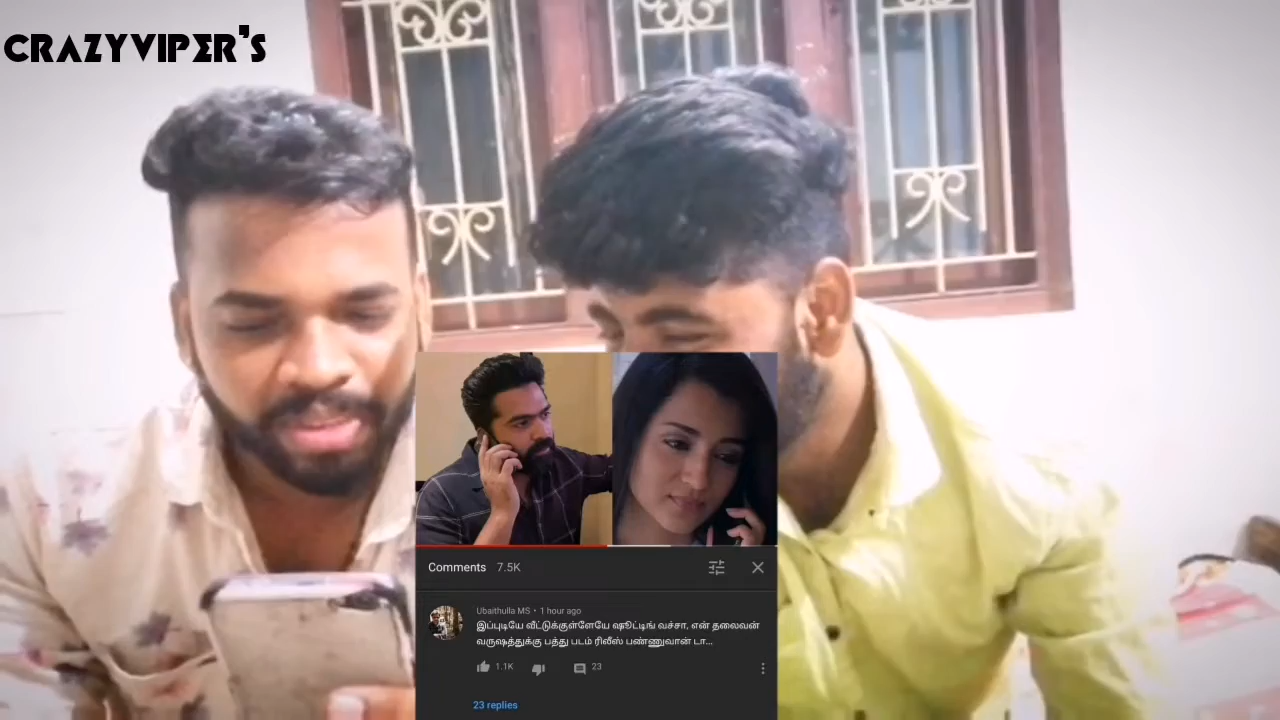 CRAZYVIPER'S
Comments 7.5K
Ubaithulla MS • 1 hour ago
இப்புடியே வீட்டுக்குள்ளேயே ஷூட்டிங் வச்சா, என் தலைவன்
வருஷத்துக்கு பத்து படம் ரிலீஸ் பண்ணுவான் டா...
1.1K 23
23 replies